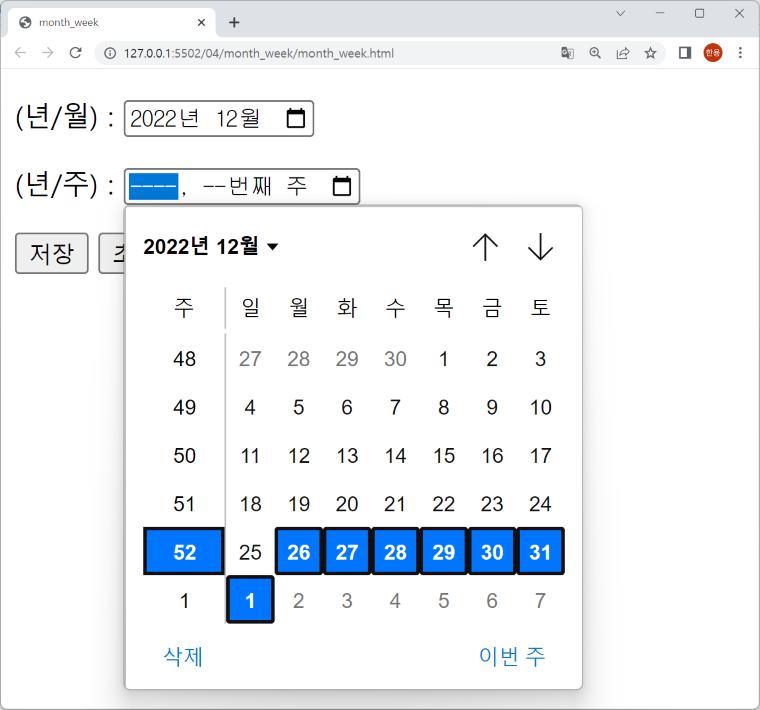 month_week
127.0.0.1:5502/04/month_week/month_week.html
한용
(년/월) : 2022년 12월
(년/주) : ----, --번째 주
저장
2022년 12월
주 일 월 화 수 목 금 토
48 27 28 29 30 1 2 3
49 4 5 6 7 8 9 10
50 11 12 13 14 15 16 17
51 18 19 20 21 22 23 24
52 25 26 27 28 29 30 31
1 1 2 3 4 5 6 7
삭제 이번 주